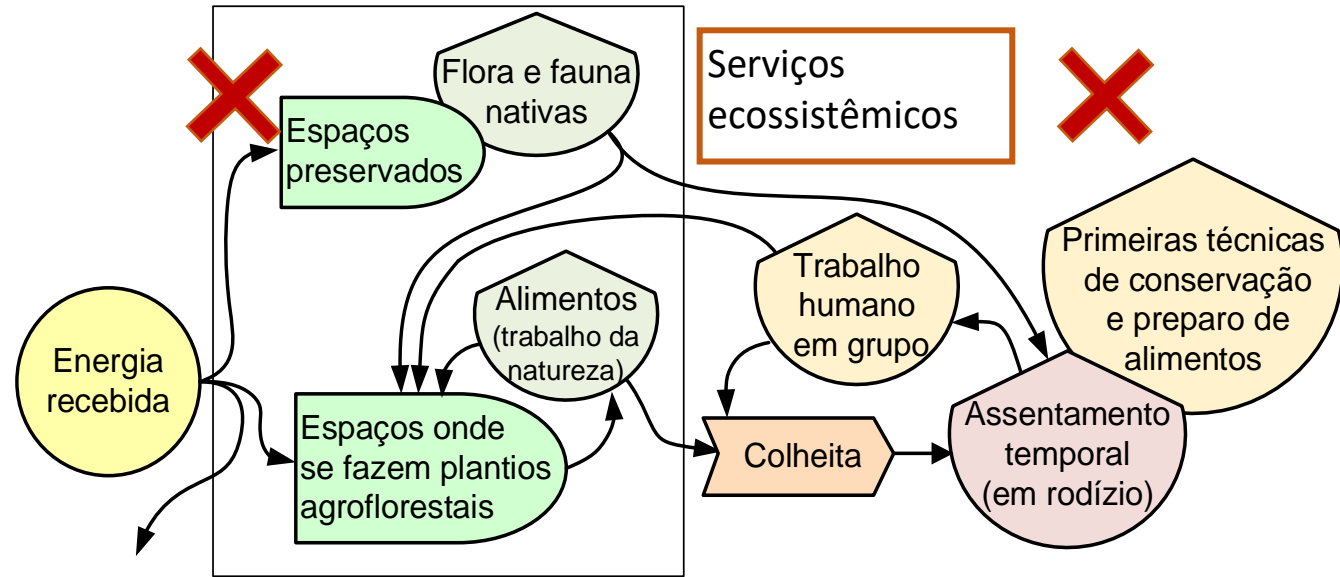 Flora e fauna
nativas
Serviços
ecossistêmicos
Espaços
preservados
Primeiras técnicas
de conservação
e preparo de
alimentos
Trabalho
humano
em grupo
Alimentos
(trabalho da
natureza)
Energia
recebida
Espaços onde
se fazem plantios
agroflorestais
Colheita
Assentamento
temporal
(em rodízio)